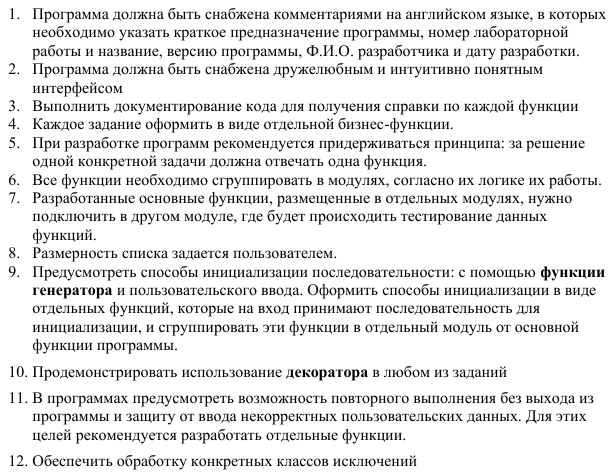 1. Программа должна быть снабжена комментариями на английском языке, в которых
необходимо указать краткое предназначение программы, номер лабораторной
работы и название, версию программы, Ф.И.О. разработчика и дату разработки.
2. Программа должна быть снабжена дружелюбным и интуитивно понятным
интерфейсом
3. Выполнить документирование кода для получения справки по каждой функции
4. Каждое задание оформить в виде отдельной бизнес-функции.
5. При разработке программ рекомендуется придерживаться принципа: за решение
одной конкретной задачи должна отвечать одна функция.
6. Все функции необходимо сгруппировать в модулях, согласно их логике их работы.
7. Разработанные основные функции, размещенные в отдельных модулях, нужно
подключить в другом модуле, где будет происходить тестирование данных
функций.
8. Размерность списка задается пользователем.
9. Предусмотреть способы инициализации последовательности: с помощью функции
генератора и пользовательского ввода. Оформить способы инициализации в виде
отдельных функций, которые на вход принимают последовательность для
инициализации, и сгруппировать эти функции в отдельный модуль от основной
функции программы.
10. Продемонстрировать использование декоратора в любом из заданий
11. В программах предусмотреть возможность повторного выполнения без выхода из
программы и защиту от ввода некорректных пользовательских данных. Для этих
целей рекомендуется разработать отдельные функции.
12. Обеспечить обработку конкретных классов исключений